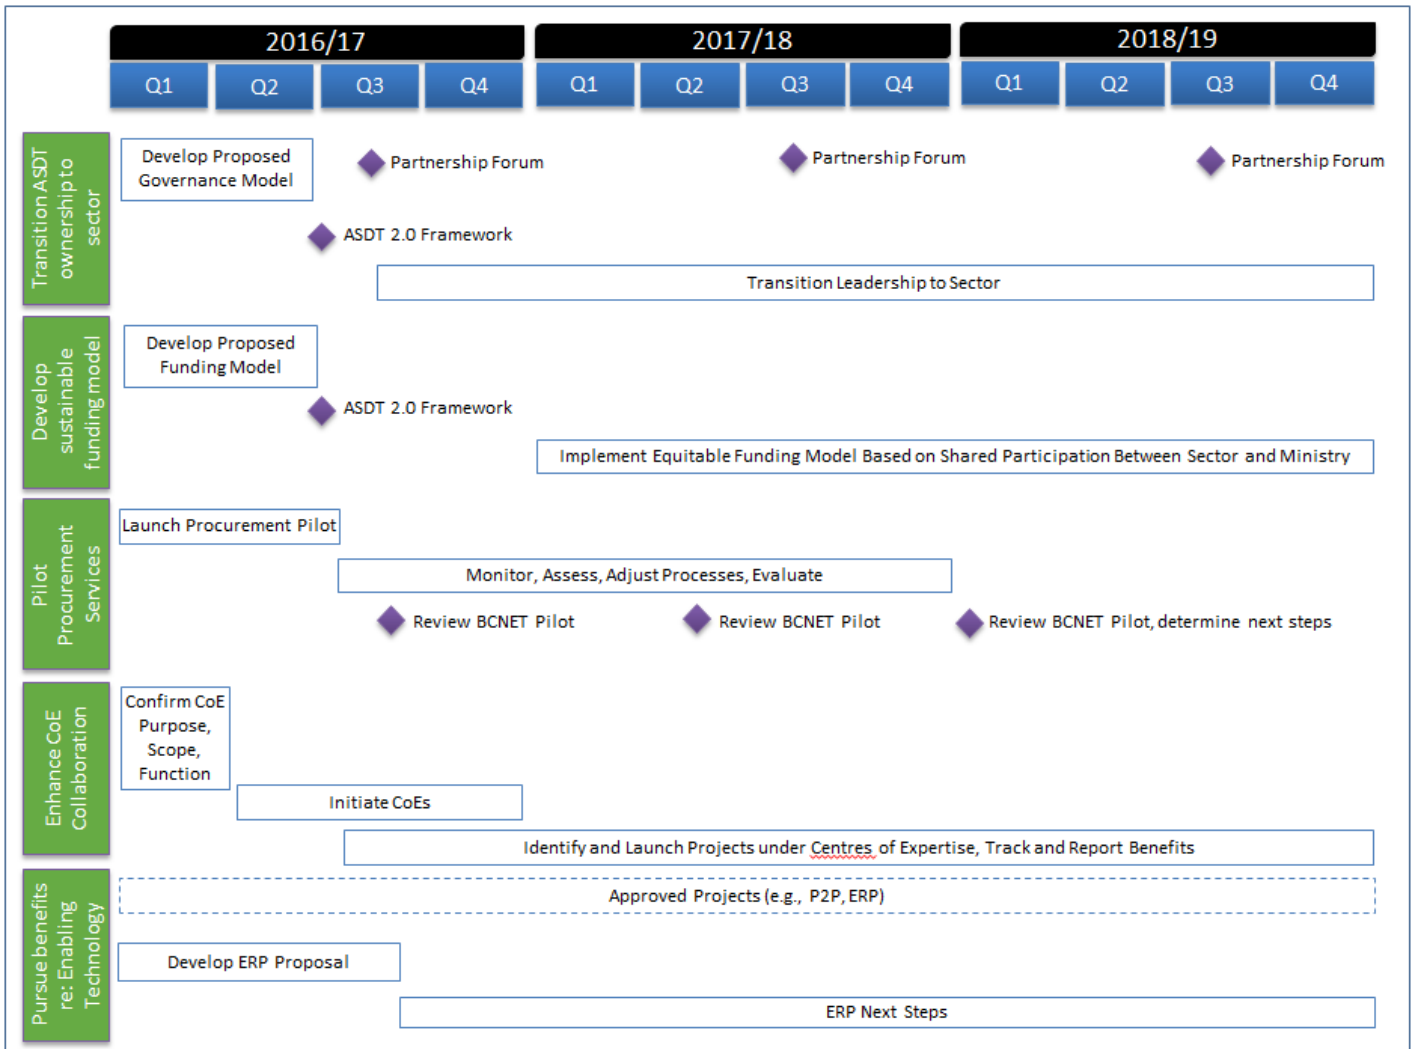 2016/17
2017/18
2018/19
Q1
Q2
Q3
Q4
Q1
Q2
Q3
Q4
Q1
Q2
Q3
Q4
Transition ASDT
ownership to
sector
Develop Proposed
Governance Model
Partnership Forum
Partnership Forum
Partnership Forum
ASDT 2.0 Framework
Transition Leadership to Sector
Develop
sustainable
funding model
Develop Proposed
Funding Model
ASDT 2.0 Framework
Implement Equitable Funding Model Based on Shared Participation Between Sector and Ministry
Pilot
Procurement
Services
Launch Procurement Pilot
Monitor, Assess, Adjust Processes, Evaluate
Review BCNET Pilot
Review BCNET Pilot
Review BCNET Pilot, determine next steps
Enhance CoE
Collaboration
Confirm CoE
Purpose,
Scope,
Function
Initiate CoEs
Identify and Launch Projects under Centres of Expertise, Track and Report Benefits
Pursue benefits
re: Enabling
Technology
Approved Projects (e.g., P2P, ERP)
Develop ERP Proposal
ERP Next Steps